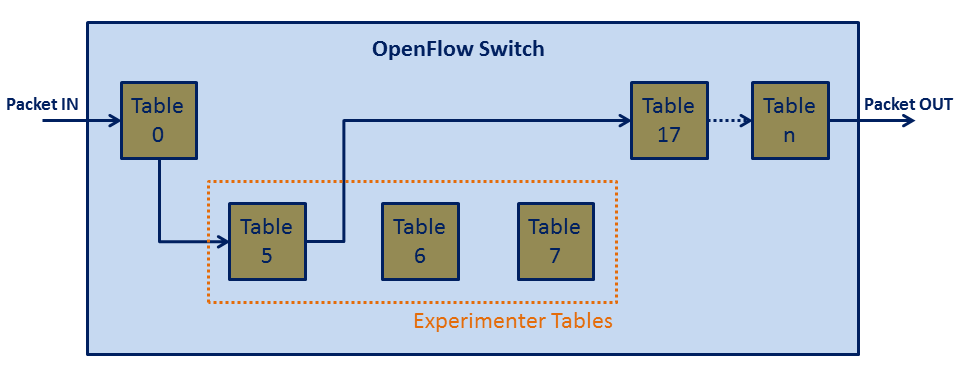 OpenFlow Switch
Packet IN
Table
0
Table
17
Table
n
Packet OUT
Table
5
Table
6
Table
7
Experimenter Tables